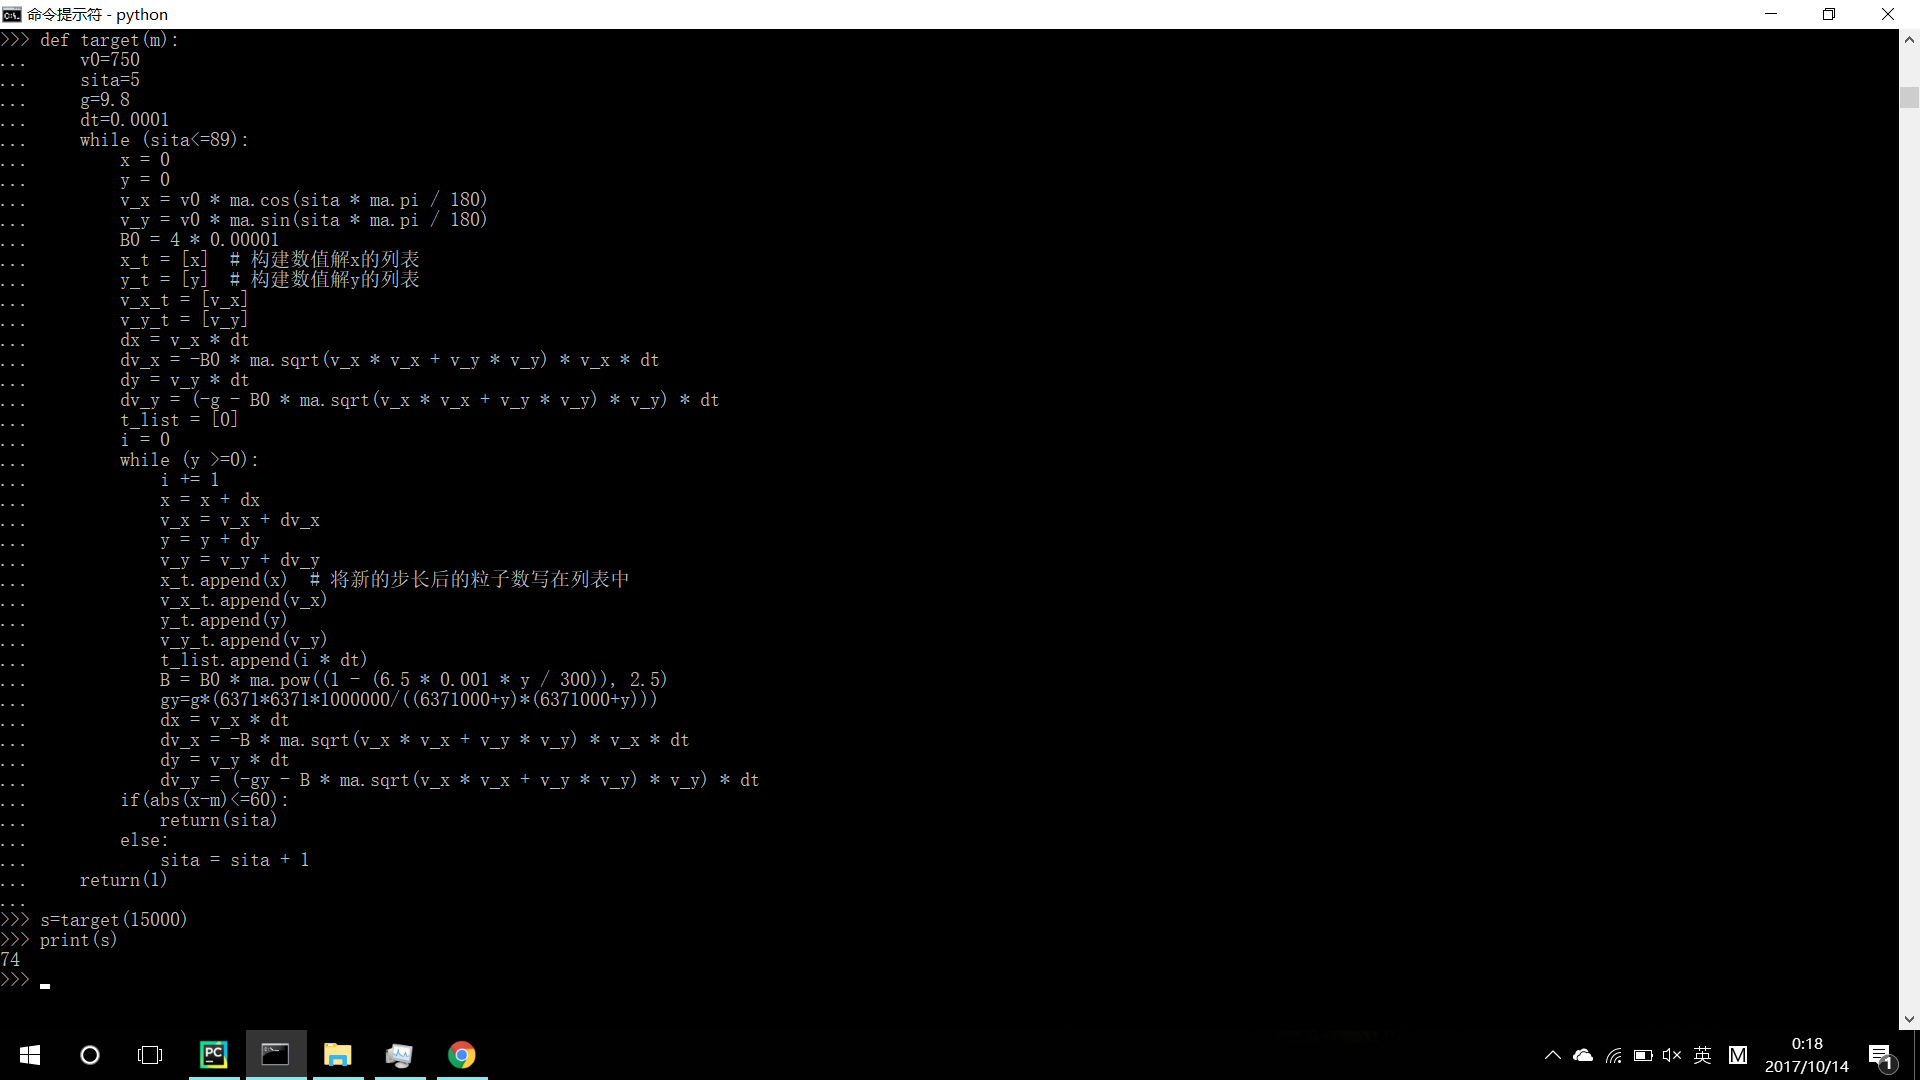 命令提示符 - python
>>> def target(m):
...     v0=750
...     sita=5
...     g=9.8
...     dt=0.0001
...     while (sita<=89):
...         x = 0
...         y = 0
...         v_x = v0 * ma.cos(sita * ma.pi / 180)
...         v_y = v0 * ma.sin(sita * ma.pi / 180)
...         B0 = 4 * 0.00001
...         x_t = [x]  # 构建数值解x的列表
...         y_t = [y]  # 构建数值解y的列表
...         v_x_t = [v_x]
...         v_y_t = [v_y]
...         dx = v_x * dt
...         dv_x = -B0 * ma.sqrt(v_x * v_x + v_y * v_y) * v_x * dt
...         dy = v_y * dt
...         dv_y = (-g - B0 * ma.sqrt(v_x * v_x + v_y * v_y) * v_y) * dt
...         t_list = [0]
...         i = 0
...         while (y >=0):
...             i += 1
...             x = x + dx
...             v_x = v_x + dv_x
...             y = y + dy
...             v_y = v_y + dv_y
...             x_t.append(x)  # 将新的步长后的粒子数写在列表中
...             v_x_t.append(v_x)
...             y_t.append(y)
...             v_y_t.append(v_y)
...             t_list.append(i * dt)
...             B = B0 * ma.pow((1 - (6.5 * 0.001 * y / 300)), 2.5)
...             gy=g*(6371*6371*1000000/((6371000+y)*(6371000+y)))
...             dx = v_x * dt
...             dv_x = -B * ma.sqrt(v_x * v_x + v_y * v_y) * v_x * dt
...             dy = v_y * dt
...             dv_y = (-gy - B * ma.sqrt(v_x * v_x + v_y * v_y) * v_y) * dt
...         if(abs(x-m)<=60):
...             return(sita)
...         else:
...             sita = sita + 1
...     return(1)
...
>>> s=target(15000)
>>> print(s)
74
>>>
PC
英
M
0:18
2017/10/14
1